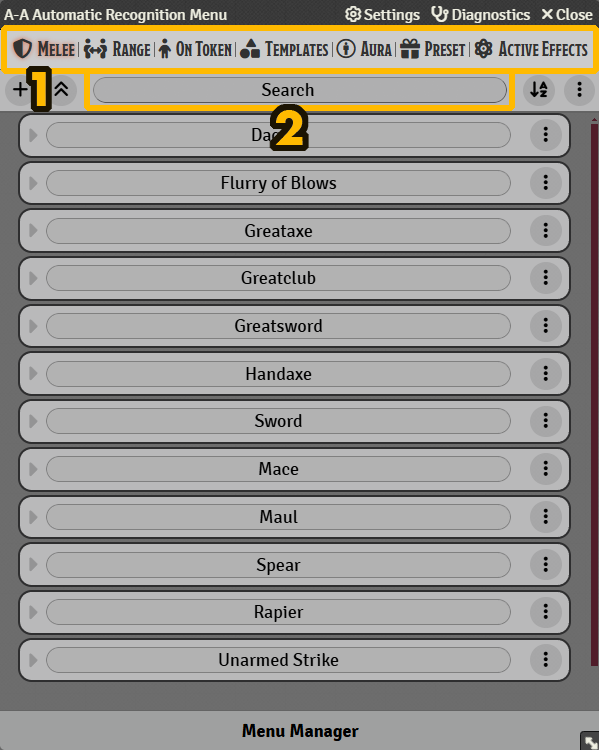 A-A Automatic Recognition Menu Settings Diagnostics Close
Melee Range On Token Templates Aura Preset Active Effects
1 Search
2
Flurry of Blows
Greataxe
Greatclub
Greatsword
Handaxe
Sword
Mace
Maul
Spear
Rapier
Unarmed Strike
Menu Manager